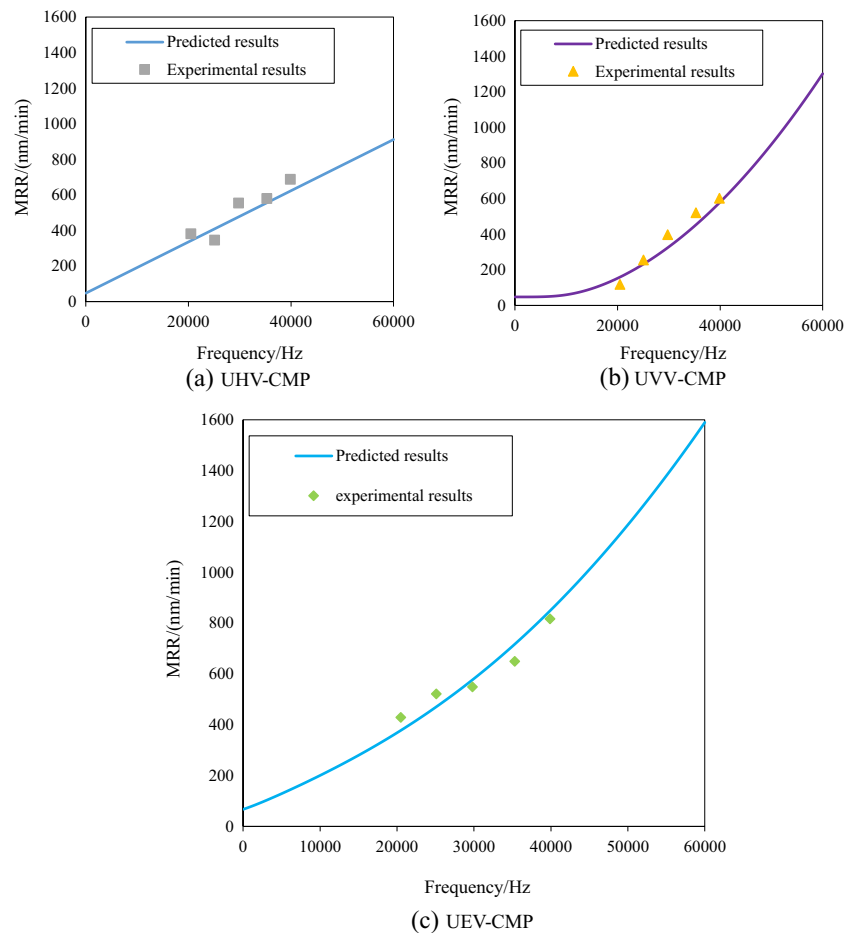 1600
1400
1200
1000
800
600
400
200
0
MRR/(nm/min)
Predicted results
Experimental results
0 20000 40000 60000
Frequency/Hz
(a) UHV-CMP
1600
1400
1200
1000
800
600
400
200
0
MRR/(nm/min)
Predicted results
Experimental results
0 20000 40000 60000
Frequency/Hz
(b) UVV-CMP
1600
1400
1200
1000
800
600
400
200
0
MRR/(nm/min)
Predicted results
experimental results
0 10000 20000 30000 40000 50000 60000
Frequency/Hz
(c) UEV-CMP